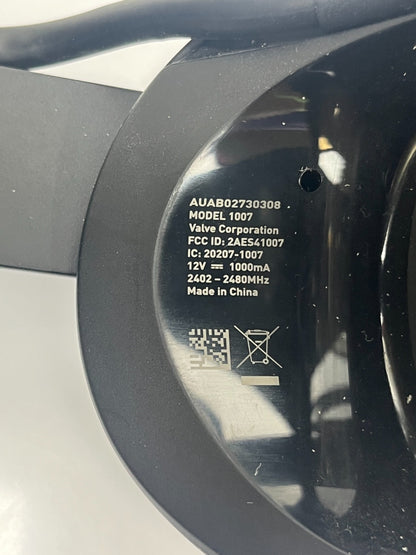 AUAB02730308
MODEL 1007
Valve Corporation
FCC ID: 2AES41007
IC: 20207-1007
12V ⎓ 1000mA
2402 – 2480MHz
Made in China